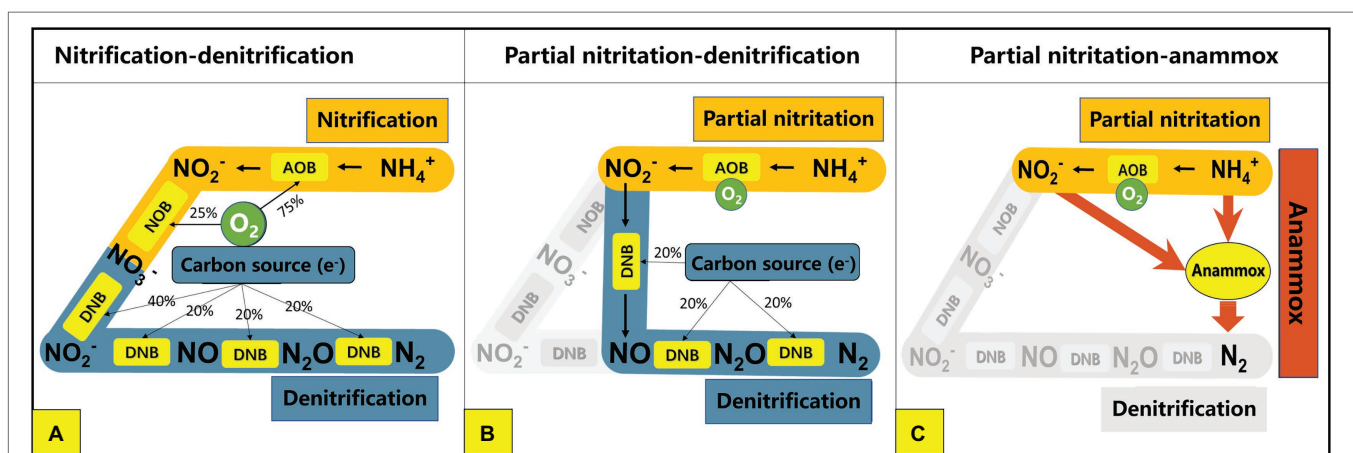 Nitrification-denitrification
Nitrification
NO₂⁻ AOB NH₄⁺
NOB 25% O₂ 75%
NO₃⁻
Carbon source (e⁻)
DNB 40% 20% 20% 20%
NO₂⁻ DNB NO DNB N₂O DNB N₂
Denitrification
A
Partial nitritation-denitrification
Partial nitritation
NO₂⁻ AOB NH₄⁺
O₂
NOB
NO₃⁻
DNB
DNB 20% Carbon source (e⁻)
20% 20%
NO₂⁻ DNB NO DNB N₂O DNB N₂
Denitrification
B
Partial nitritation-anammox
Partial nitritation
NO₂⁻ AOB NH₄⁺
O₂
NOB
NO₃⁻
DNB
Anammox
Anammox
NO₂⁻ DNB NO DNB N₂O DNB N₂
Denitrification
C